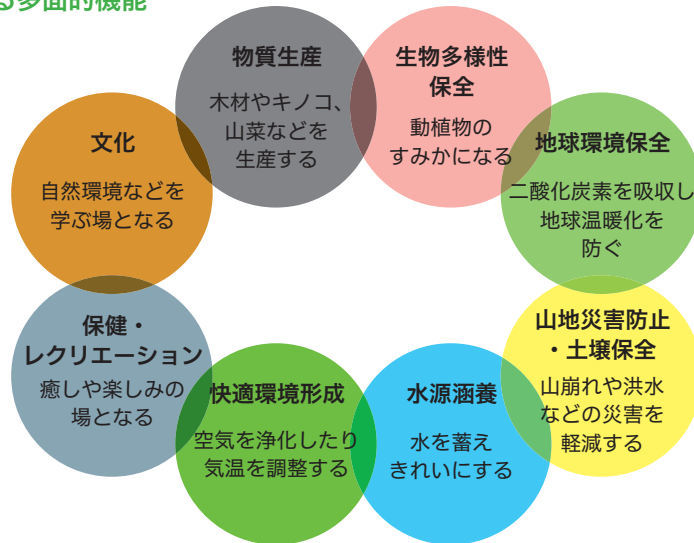 る多面的機能
物質生産
木材やキノコ、
山菜などを
生産する
生物多様性
保全
動植物の
すみかになる
地球環境保全
二酸化炭素を吸収し
地球温暖化を
防ぐ
山地災害防止
・土壌保全
山崩れや洪水
などの災害を
軽減する
水源涵養
水を蓄え
きれいにする
快適環境形成
空気を浄化したり
気温を調整する
保健・
レクリエーション
癒しや楽しみの
場となる
文化
自然環境などを
学ぶ場となる